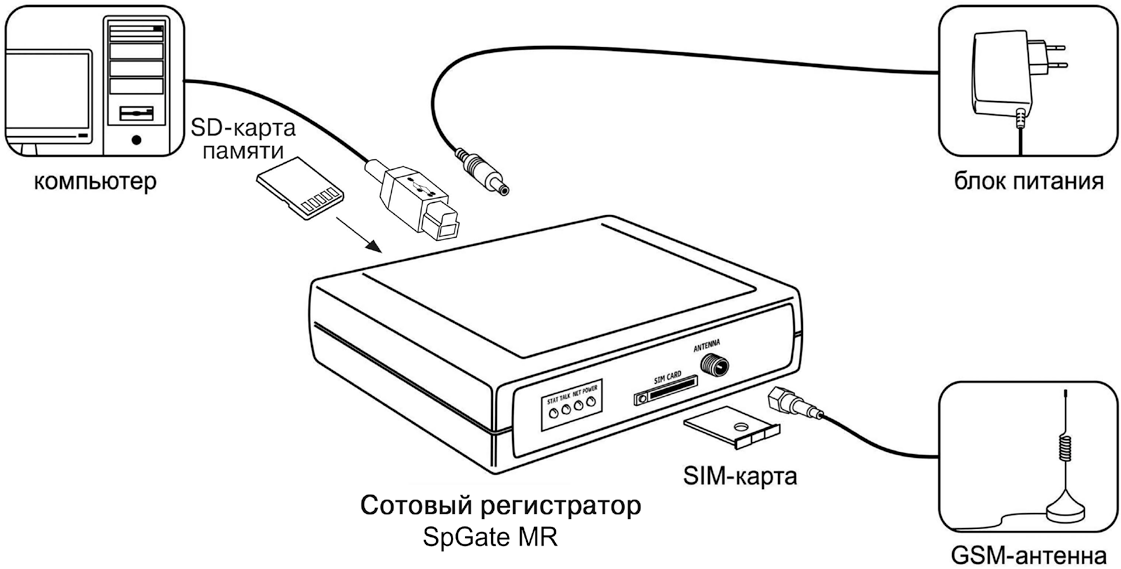 SD-карта
памяти
компьютер
блок питания
ANTENNA
SIM CARD
STAT TALK NET POWER
SIM-карта
Сотовый регистратор
SpGate MR
GSM-антенна